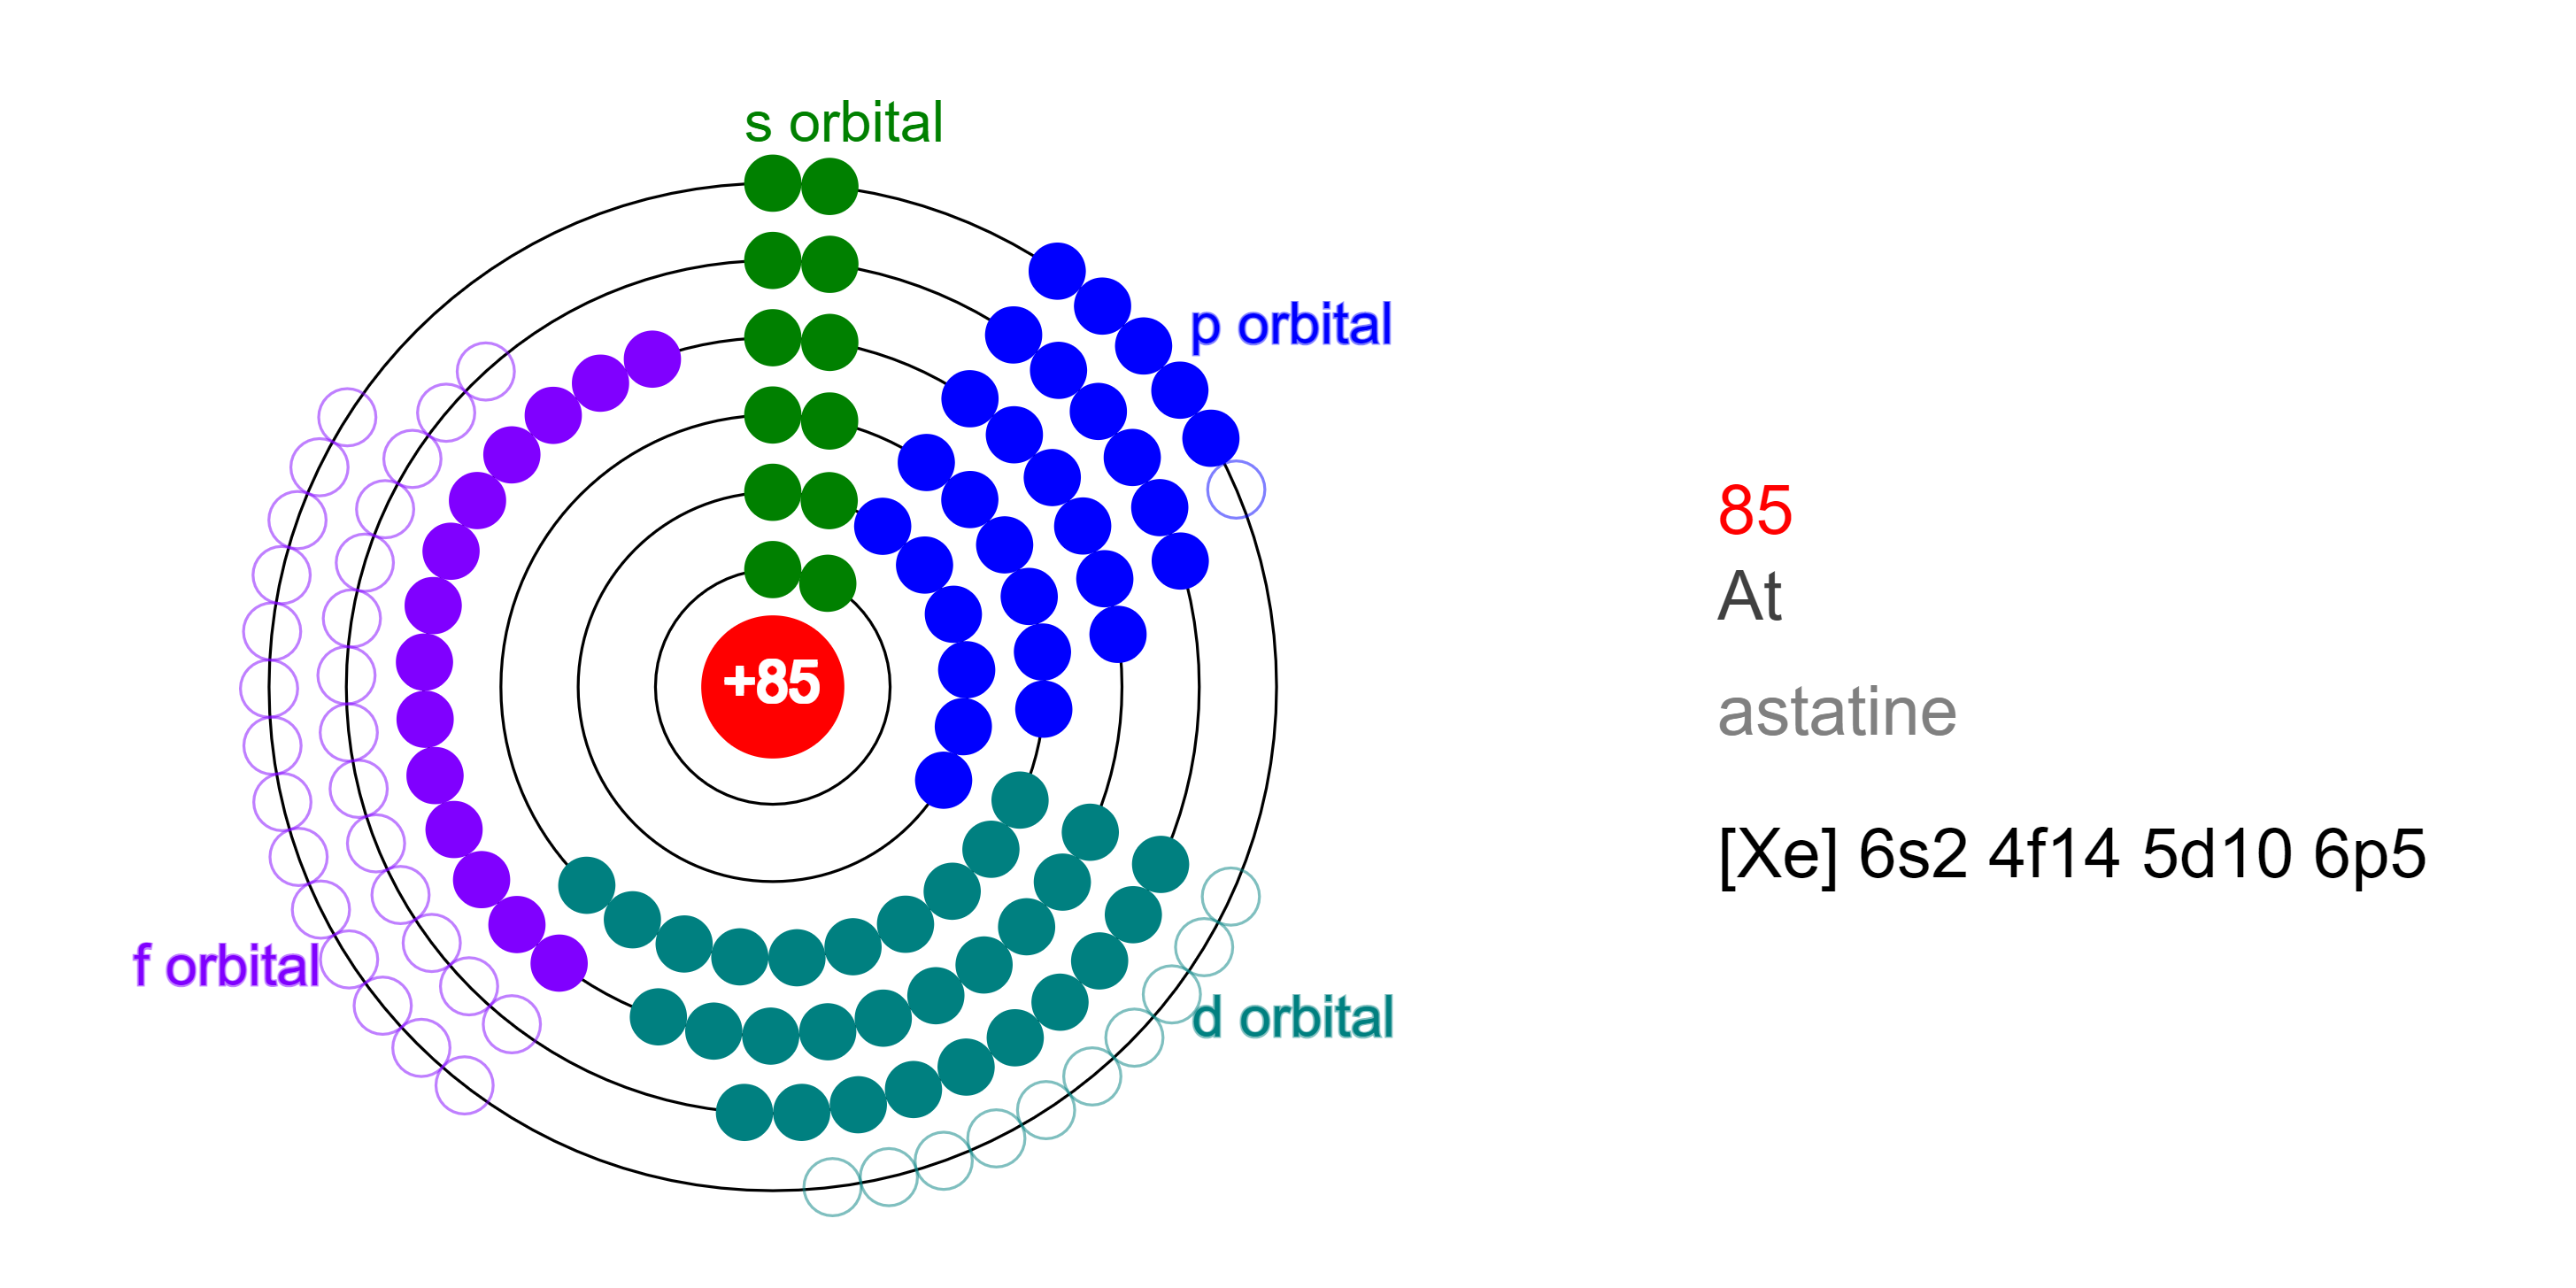 s orbital
p orbital
+85
f orbital
d orbital
85
At
astatine
[Xe] 6s2 4f14 5d10 6p5